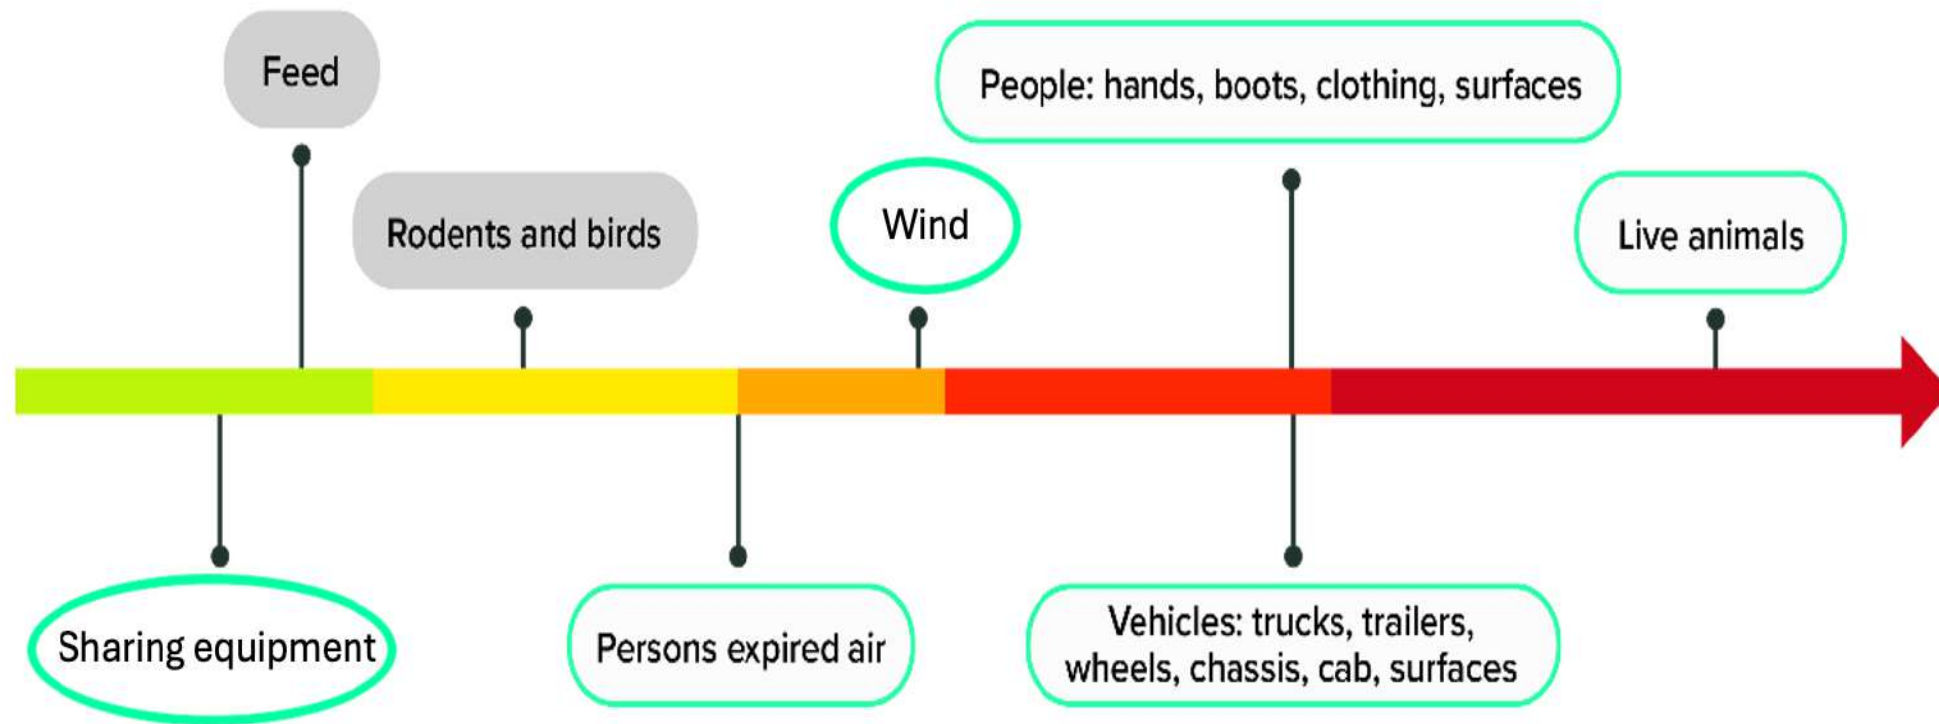 Feed
People: hands, boots, clothing, surfaces
Rodents and birds
Wind
Live animals
Sharing equipment
Persons expired air
Vehicles: trucks, trailers,
wheels, chassis, cab, surfaces